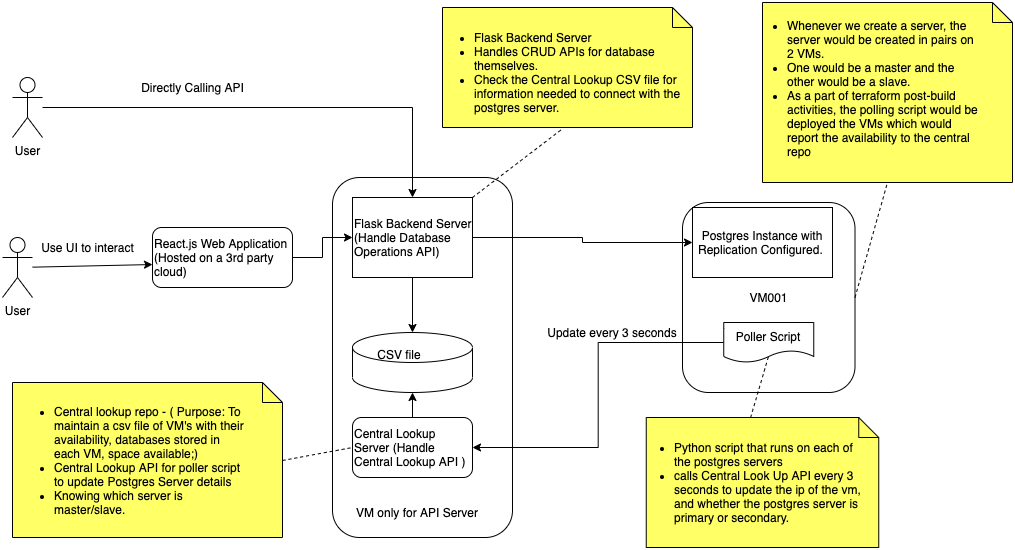 Directly Calling API
User
Flask Backend Server
Handles CRUD APIs for database
themselves.
Check the Central Lookup CSV file for
information needed to connect with the
postgres server.
Whenever we create a server, the
server would be created in pairs on
2 VMs.
One would be a master and the
other would be a slave.
As a part of terraform post-build
activities, the polling script would be
deployed the VMs which would
report the availability to the central
repo
Use UI to interact
User
React.js Web Application
(Hosted on a 3rd party
cloud)
Flask Backend Server
(Handle Database
Operations API)
CSV file
Central Lookup
Server (Handle
Central Lookup API )
VM only for API Server
Postgres Instance with
Replication Configured.
VM001
Poller Script
Update every 3 seconds
Central lookup repo - ( Purpose: To
maintain a csv file of VM's with their
availability, databases stored in
each VM, space available;)
Central Lookup API for poller script
to update Postgres Server details
Knowing which server is
master/slave.
Python script that runs on each of
the postgres servers
calls Central Look Up API every 3
seconds to update the ip of the vm,
and whether the postgres server is
primary or secondary.